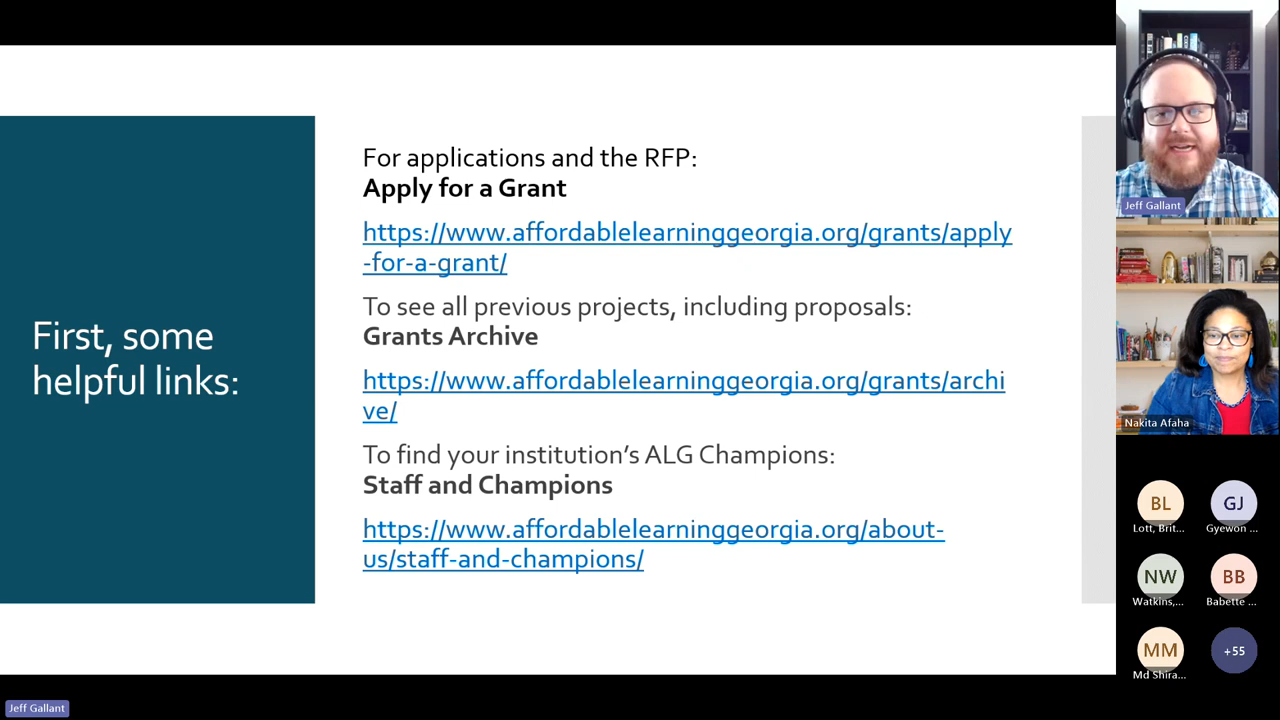 First, some
helpful links:
For applications and the RFP:
Apply for a Grant
https://www.affordablelearninggeorgia.org/grants/apply
-for-a-grant/
To see all previous projects, including proposals:
Grants Archive
https://www.affordablelearninggeorgia.org/grants/archi
ve/
To find your institution’s ALG Champions:
Staff and Champions
https://www.affordablelearninggeorgia.org/about-
us/staff-and-champions/
Jeff Gallant
Nakita Afaha
BL
Lott, Brit...
GJ
Gyewon ...
NW
Watkins,...
BB
Babette ...
MM
Md Shira...
+55
Jeff Gallant